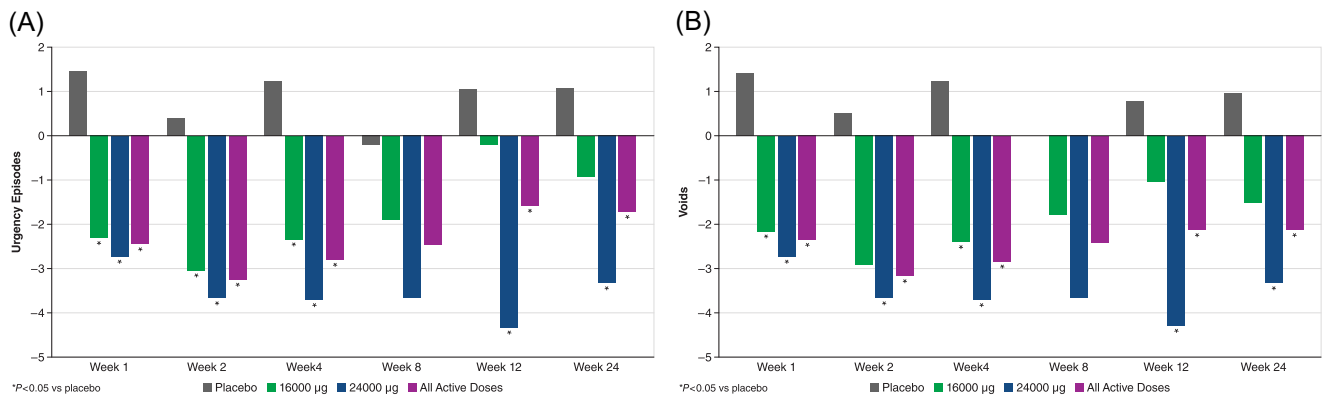 (A)
Urgency Episodes
2
1
0
−1
−2
−3
−4
−5
* * *
* * *
* * *
* *
* *
Week 1 Week 2 Week4 Week 8 Week 12 Week 24
*P<0.05 vs placebo
Placebo 16000 µg 24000 µg All Active Doses
(B)
Voids
2
1
0
−1
−2
−3
−4
−5
* * *
* *
* * *
* *
* *
Week 1 Week 2 Week4 Week 8 Week 12 Week 24
*P<0.05 vs placebo
Placebo 16000 µg 24000 µg All Active Doses